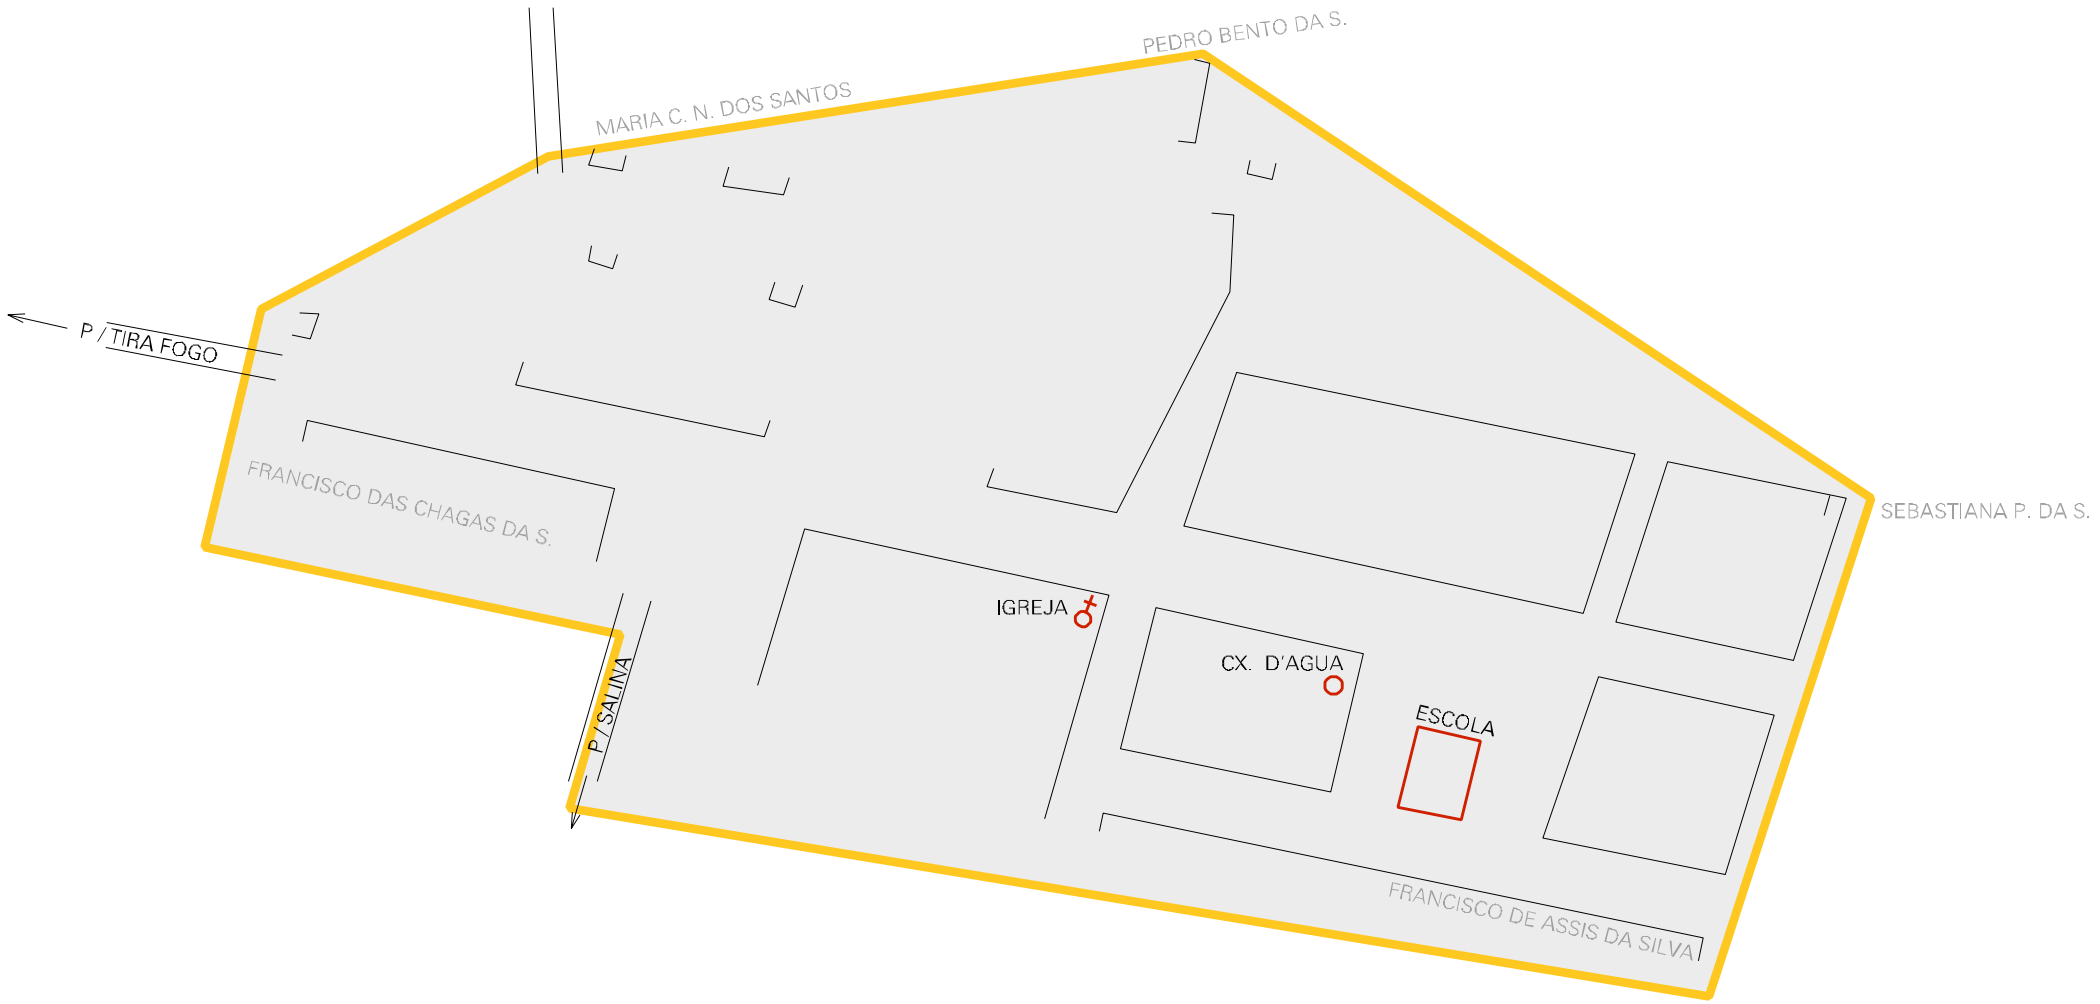 PEDRO BENTO DA S.
MARIA C. N. DOS SANTOS
P / TIRA FOGO
FRANCISCO DAS CHAGAS DA S.
SEBASTIANA P. DA S.
IGREJA
CX. D'AGUA
P / SALINA
ESCOLA
FRANCISCO DE ASSIS DA SILVA